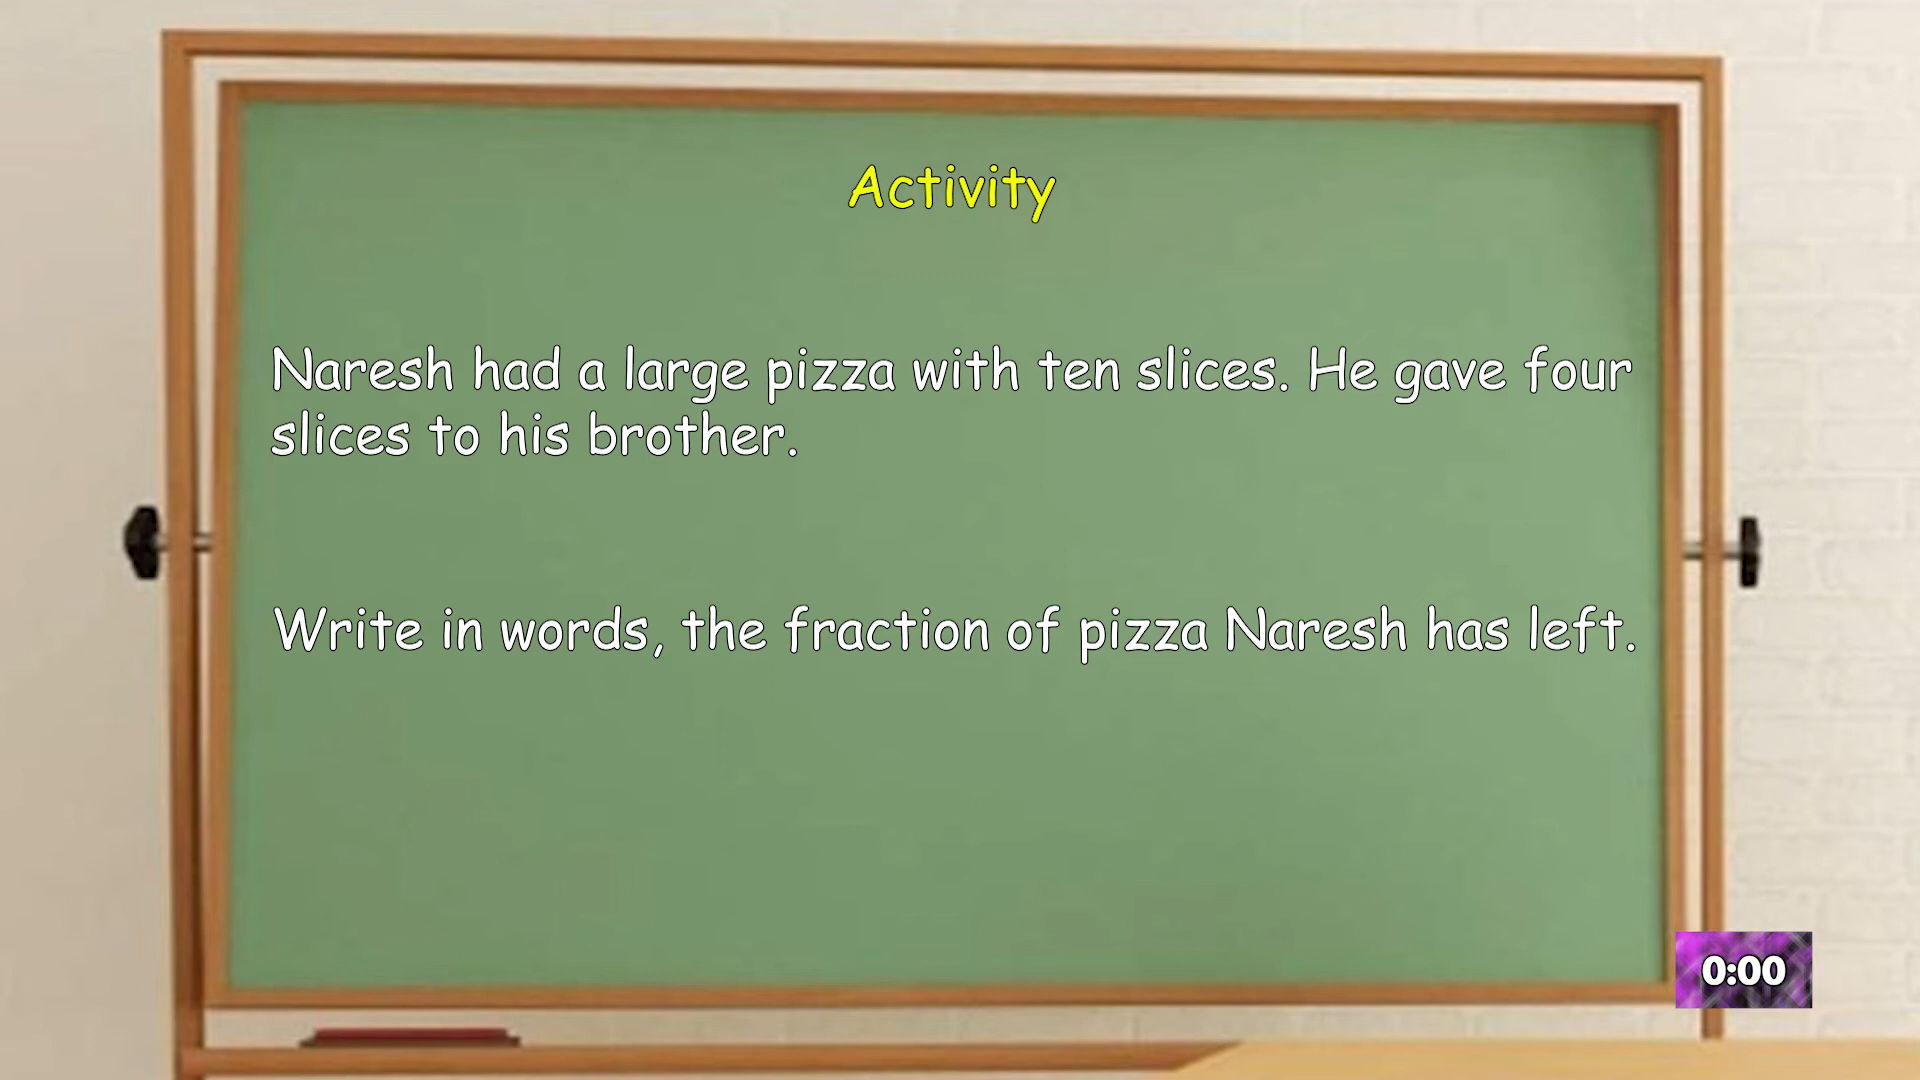 Activity
Naresh had a large pizza with ten slices. He gave four
slices to his brother.
Write in words, the fraction of pizza Naresh has left.
0:00